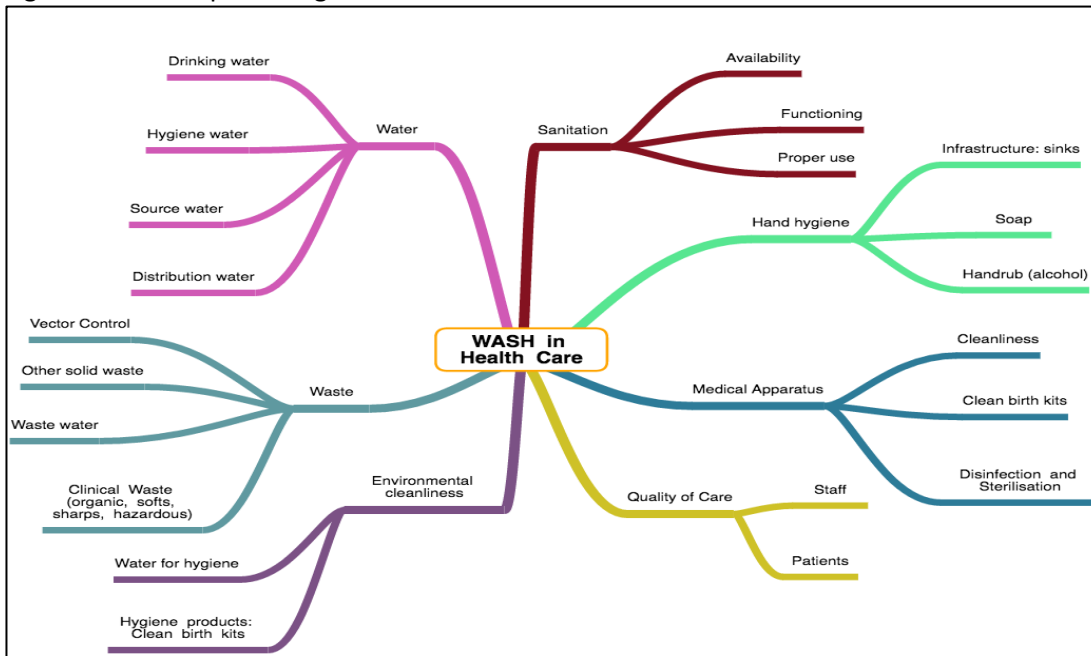 Drinking water
Hygiene water
Source water
Distribution water
Water
Availability
Functioning
Proper use
Sanitation
Infrastructure: sinks
Soap
Handrub (alcohol)
Hand hygiene
WASH in
Health Care
Vector Control
Other solid waste
Waste water
Clinical Waste
(organic, softs,
sharps, hazardous)
Waste
Cleanliness
Clean birth kits
Disinfection and
Sterilisation
Medical Apparatus
Environmental
cleanliness
Water for hygiene
Hygiene products:
Clean birth kits
Quality of Care
Staff
Patients